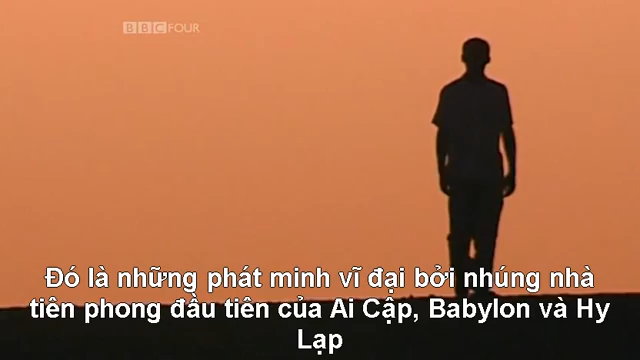 BBC FOUR
Đó là những phát minh vĩ đại bởi nhúng nhà
tiên phong đầu tiên của Ai Cập, Babylon và Hy
Lạp